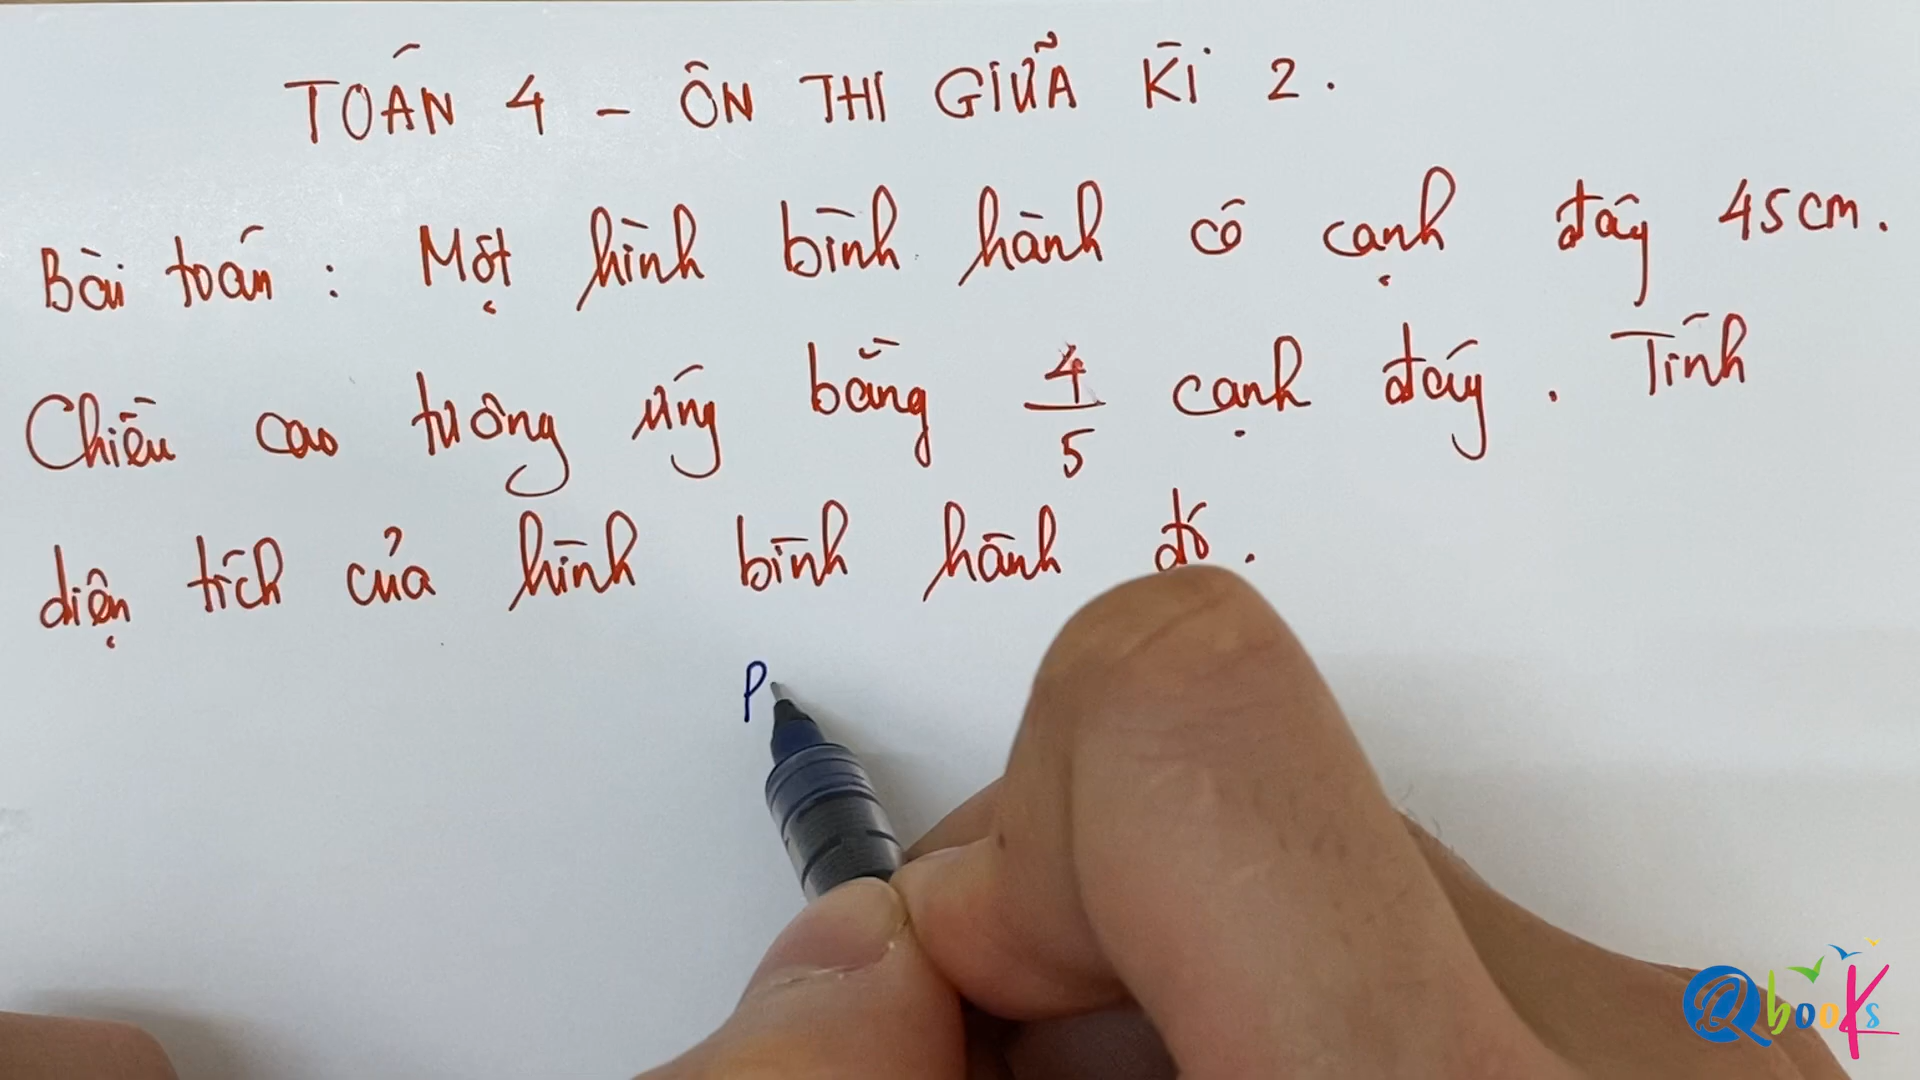 TOÁN 4 - ÔN THI GIỮA KÌ 2.
Bài toán : Một hình bình hành có cạnh đáy 45cm.
Chiều cao tương ứng bằng 4/5 cạnh đáy. Tính
diện tích của hình bình hành đó.
P
Qbooks